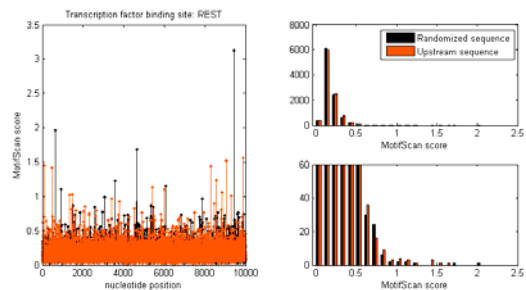 Transcription factor binding site: REST
3.5
3
2.5
2
1.5
1
0.5
0
MotifScan score
0 2000 4000 6000 8000 10000
nucleotide position
8000
6000
4000
2000
0
Randomized sequence
Upstream sequence
0 0.5 1 1.5 2 2.5
MotifScan score
60
40
20
0
0 0.5 1 1.5 2 2.5
MotifScan score